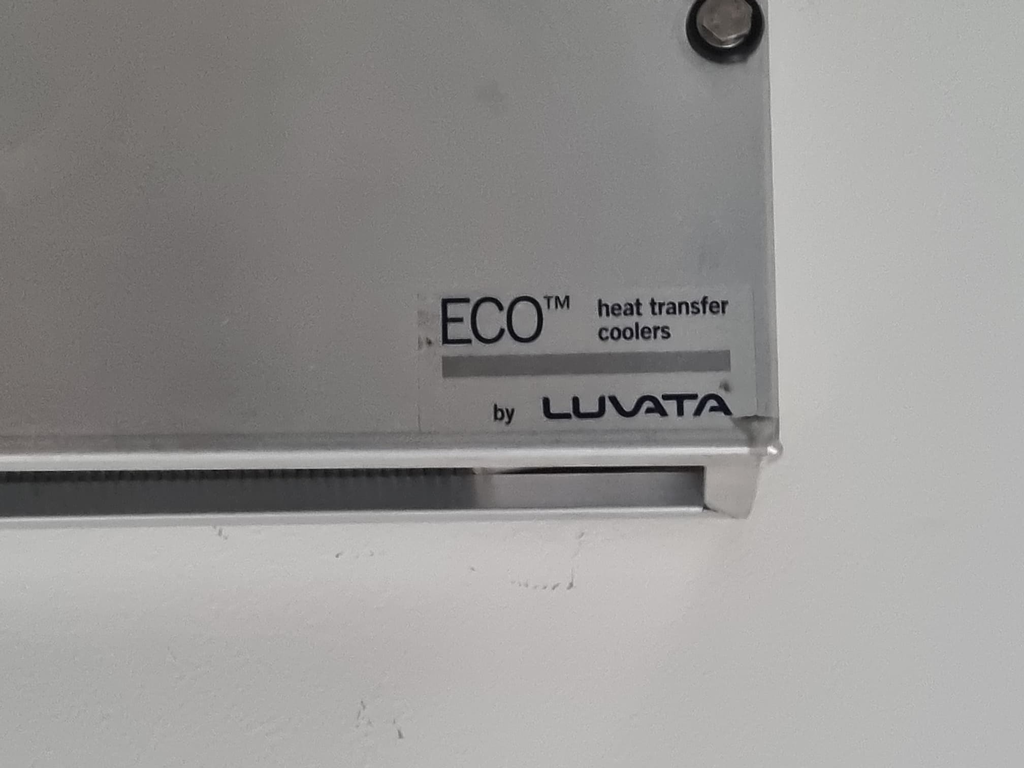 ECO™ heat transfer
coolers
by LUVATA